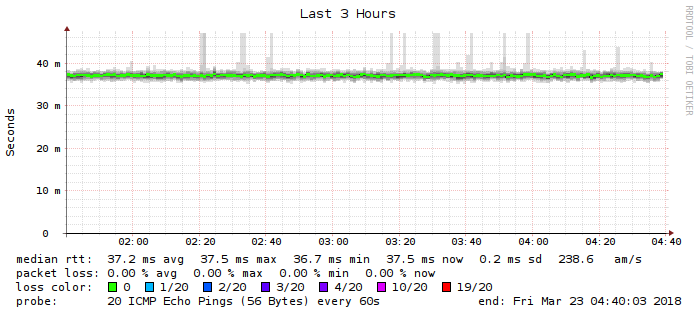 Last 3 Hours
RRDTOOL / TOBI OETIKER
Seconds
40 m
30 m
20 m
10 m
0
02:00 02:20 02:40 03:00 03:20 03:40 04:00 04:20 04:40
median rtt: 37.2 ms avg 37.5 ms max 36.7 ms min 37.5 ms now 0.2 ms sd 238.6 am/s
packet loss: 0.00 % avg 0.00 % max 0.00 % min 0.00 % now
loss color: 0 1/20 2/20 3/20 4/20 10/20 19/20
probe: 20 ICMP Echo Pings (56 Bytes) every 60s end: Fri Mar 23 04:40:03 2018